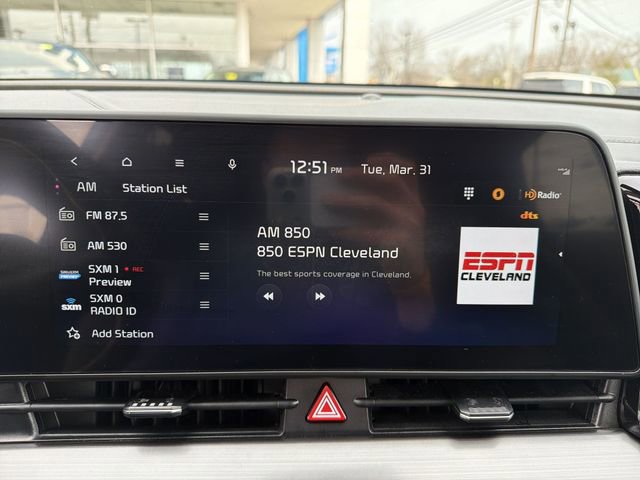 12:51 PM Tue, Mar. 31
AM Station List
HD Radio
dts
FM 87.5
AM 530
SXM 1 REC
Preview
SXM 0
RADIO ID
Add Station
AM 850
850 ESPN Cleveland
The best sports coverage in Cleveland.
ESPN
CLEVELAND